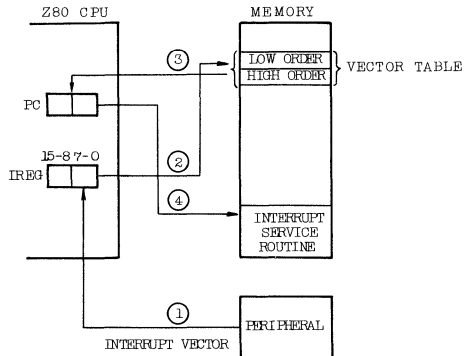 Z80 CPU
MEMORY
3
LOW ORDER
HIGH ORDER
VECTOR TABLE
PC
15-8 7-0
2
IREG
4
INTERRUPT
SERVICE
ROUTINE
1
PERIPHERAL
INTERRUPT VECTOR